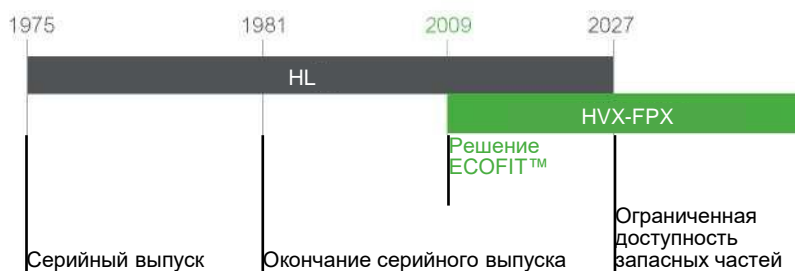 1975 1981 2009 2027
HL
HVX-FPX
Решение
ECOFIT™
Ограниченная
доступность
Серийный выпуск Окончание серийного выпуска запасных частей